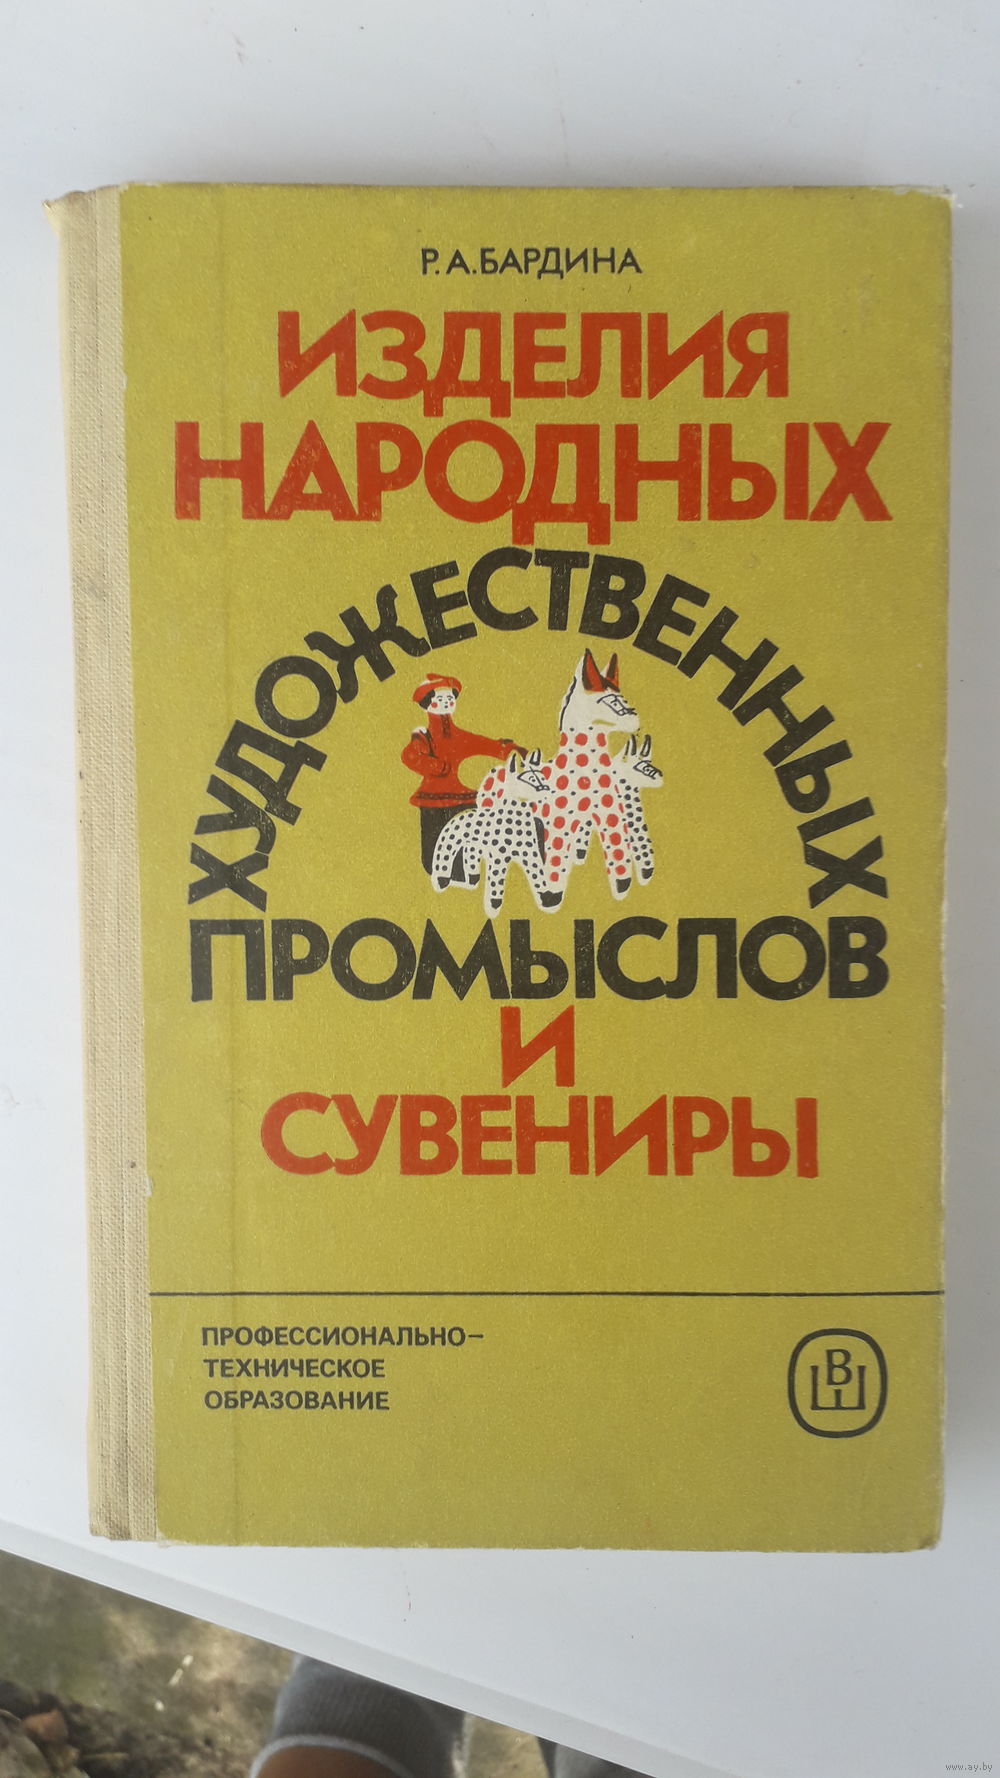 Р. А. БАРДИНА
ИЗДЕЛИЯ
НАРОДНЫХ
ХУДОЖЕСТВЕННЫХ
ПРОМЫСЛОВ
И
СУВЕНИРЫ
ПРОФЕССИОНАЛЬНО-
ТЕХНИЧЕСКОЕ
ОБРАЗОВАНИЕ
ВШ
www.ay.by